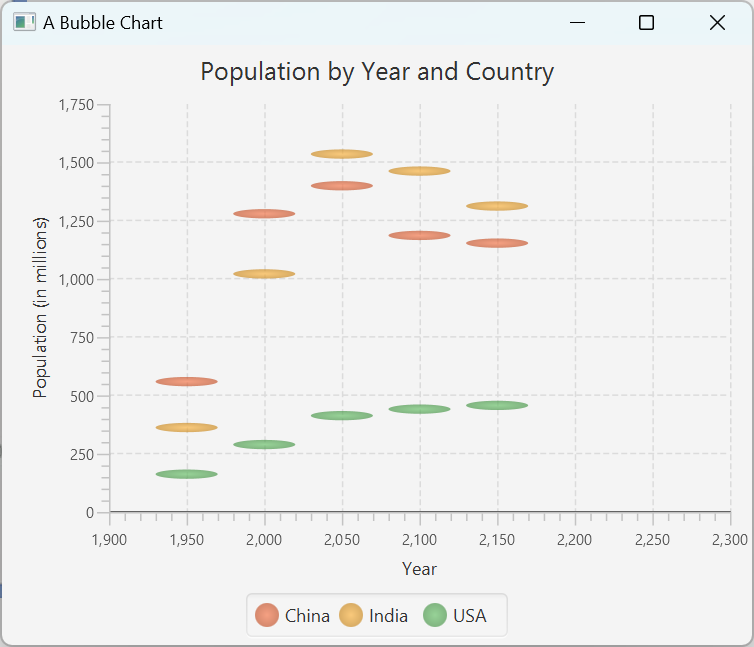 A Bubble Chart
Population by Year and Country
Population (in millions)
1,750
1,500
1,250
1,000
750
500
250
0
1,900 1,950 2,000 2,050 2,100 2,150 2,200 2,250 2,300
Year
China India USA